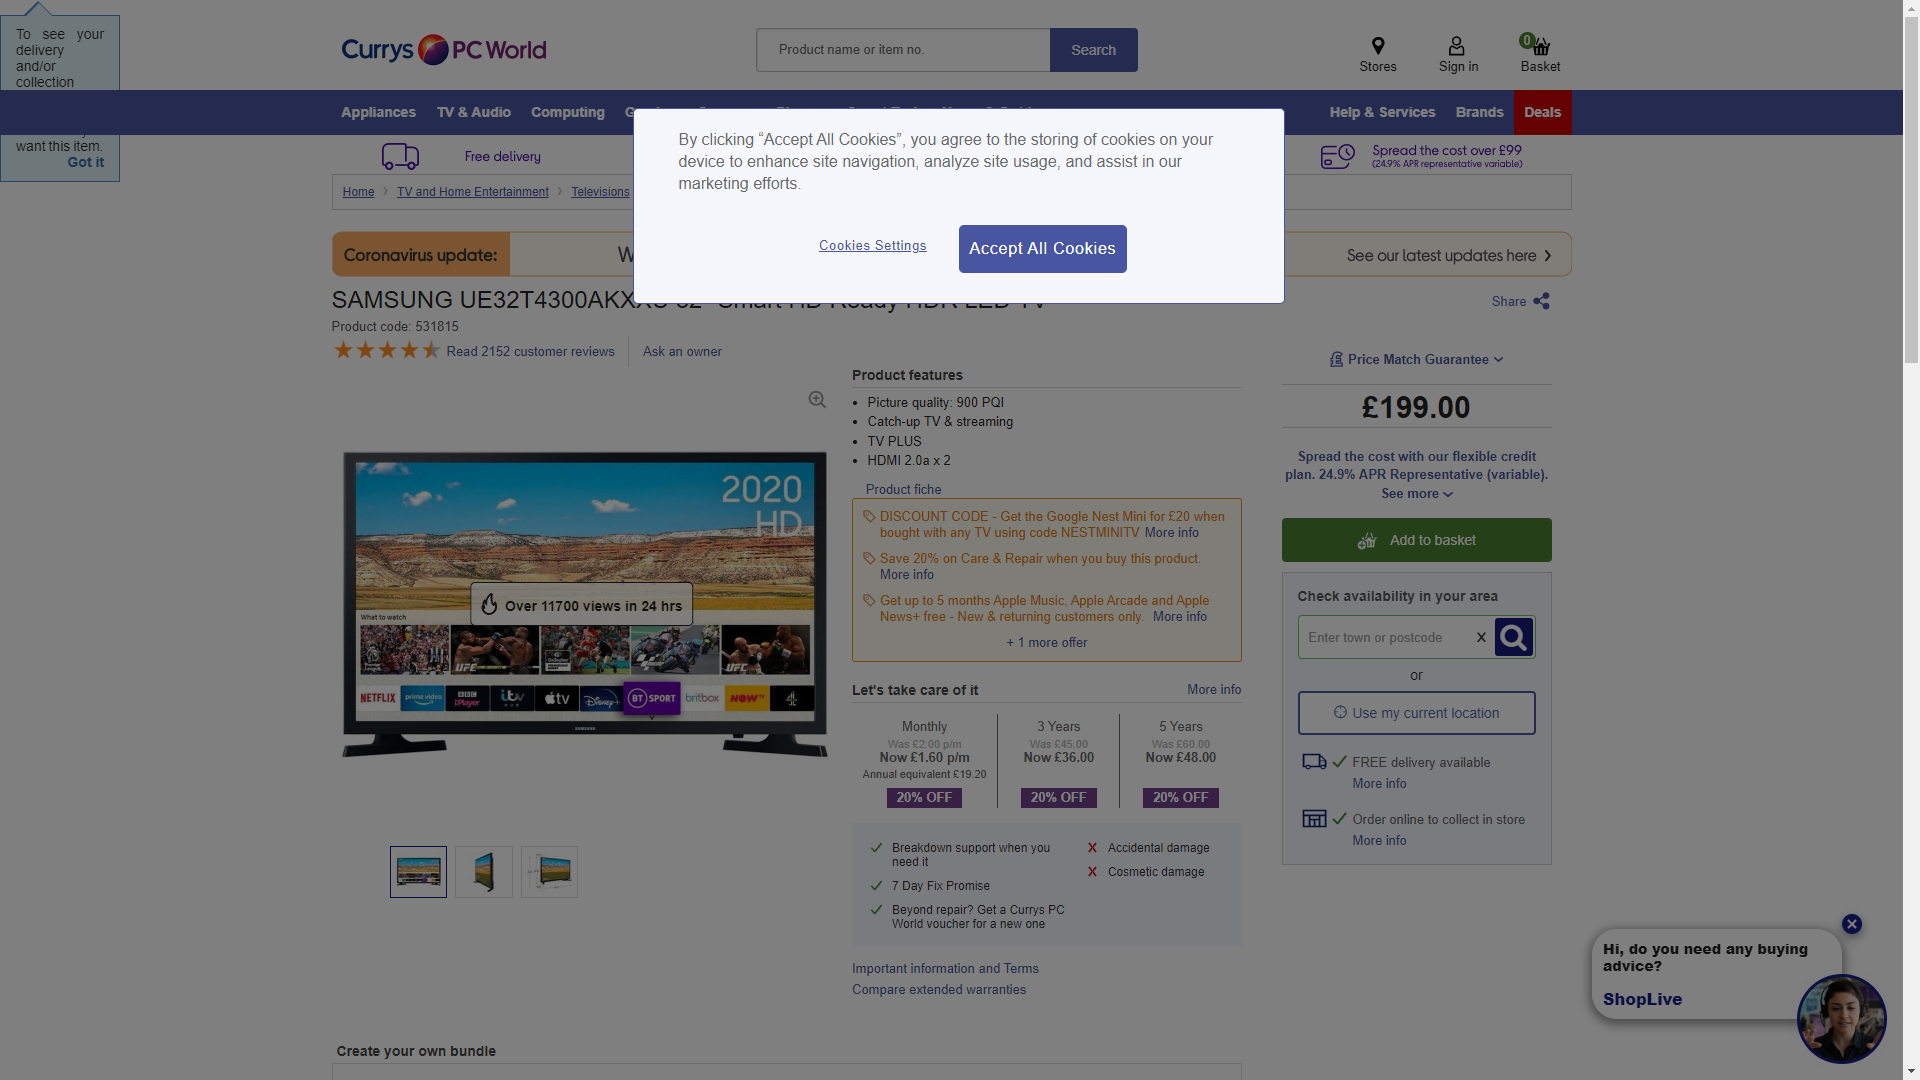 To see your
delivery
and/or
collection
want this item.
Got it
Currys PC World
Product name or item no.
Search
Stores
Sign in
0
Basket
Appliances
TV & Audio
Computing
Help & Services
Brands
Deals
Free delivery
Spread the cost over £99
(24.9% APR representative variable)
Home
TV and Home Entertainment
Televisions
By clicking “Accept All Cookies”, you agree to the storing of cookies on your
device to enhance site navigation, analyze site usage, and assist in our
marketing efforts.
Cookies Settings
Accept All Cookies
Coronavirus update:
See our latest updates here
SAMSUNG UE32T4300AKXXU 32" Smart HD Ready HDR LED TV
Product code: 531815
Share
Read 2152 customer reviews
Ask an owner
Price Match Guarantee
£199.00
Spread the cost with our flexible credit
plan. 24.9% APR Representative (variable).
See more
Add to basket
Product features
Picture quality: 900 PQI
Catch-up TV & streaming
TV PLUS
HDMI 2.0a x 2
Product fiche
DISCOUNT CODE - Get the Google Nest Mini for £20 when
bought with any TV using code NESTMINITV More info
Save 20% on Care & Repair when you buy this product.
More info
Get up to 5 months Apple Music, Apple Arcade and Apple
News+ free - New & returning customers only. More info
+ 1 more offer
2020
HD
Over 11700 views in 24 hrs
What to watch
UFC
UFC
NETFLIX
prime video
BBC
iPlayer
itv
HUB
tv
Disney+
BT SPORT
britbox
NOW TV
4
SAMSUNG
Let's take care of it
More info
Monthly
Was £2.00 p/m
Now £1.60 p/m
Annual equivalent £19.20
20% OFF
3 Years
Was £45.00
Now £36.00
20% OFF
5 Years
Was £60.00
Now £48.00
20% OFF
Breakdown support when you
need it
7 Day Fix Promise
Beyond repair? Get a Currys PC
World voucher for a new one
Accidental damage
Cosmetic damage
Important information and Terms
Compare extended warranties
Check availability in your area
Enter town or postcode
X
or
Use my current location
FREE delivery available
More info
Order online to collect in store
More info
Hi, do you need any buying
advice?
ShopLive
Create your own bundle